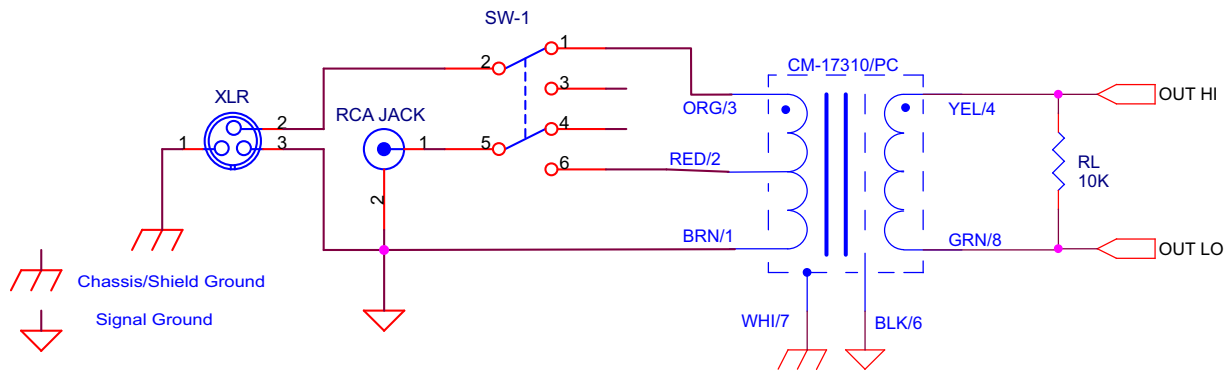 SW-1
1
2
3
4
5
6
XLR
1
2
3
RCA JACK
1
2
CM-17310/PC
ORG/3
RED/2
BRN/1
YEL/4
GRN/8
WHI/7
BLK/6
RL
10K
OUT HI
OUT LO
Chassis/Shield Ground
Signal Ground